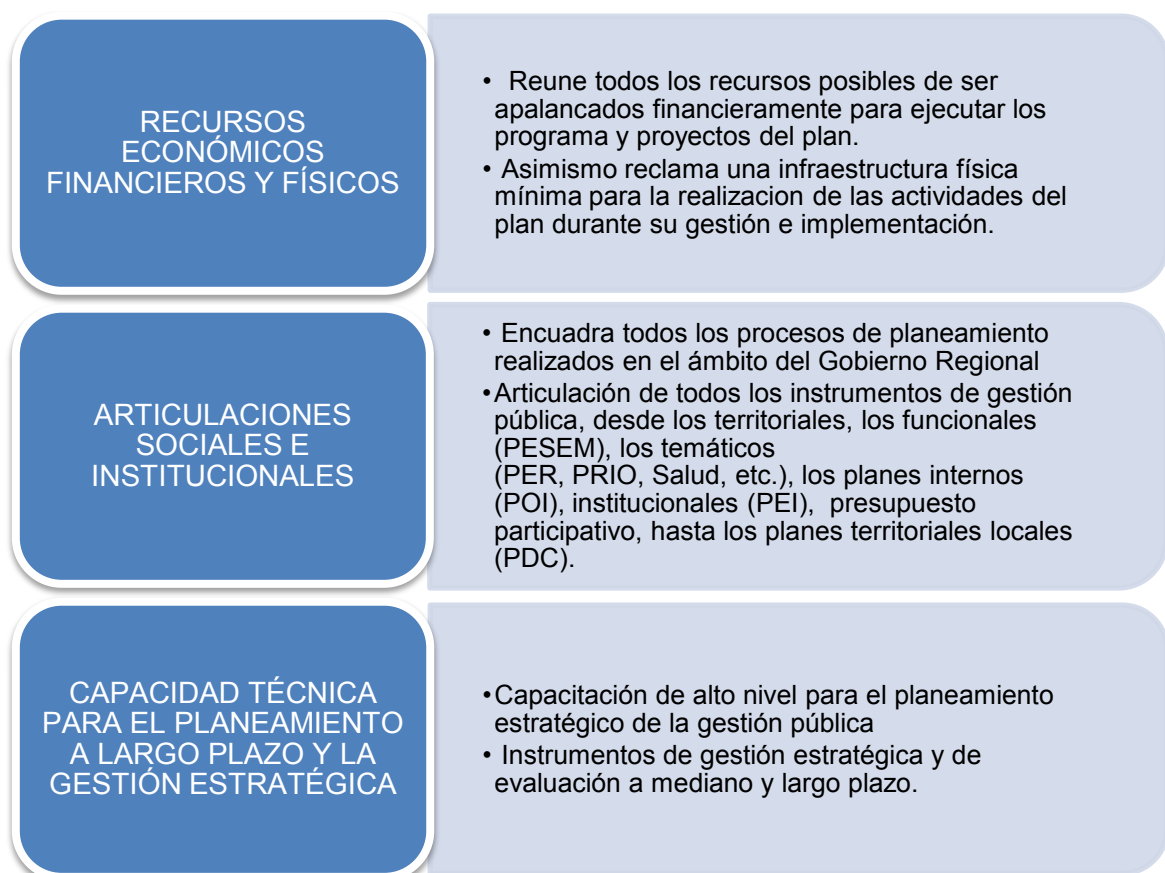 RECURSOS
ECONÓMICOS
FINANCIEROS Y FÍSICOS
• Reune todos los recursos posibles de ser
apalancados financieramente para ejecutar los
programa y proyectos del plan.
• Asimismo reclama una infraestructura física
mínima para la realizacion de las actividades del
plan durante su gestión e implementación.
ARTICULACIONES
SOCIALES E
INSTITUCIONALES
• Encuadra todos los procesos de planeamiento
realizados en el ámbito del Gobierno Regional
•Articulación de todos los instrumentos de gestión
pública, desde los territoriales, los funcionales
(PESEM), los temáticos
(PER, PRIO, Salud, etc.), los planes internos
(POI), institucionales (PEI), presupuesto
participativo, hasta los planes territoriales locales
(PDC).
CAPACIDAD TÉCNICA
PARA EL PLANEAMIENTO
A LARGO PLAZO Y LA
GESTIÓN ESTRATÉGICA
•Capacitación de alto nivel para el planeamiento
estratégico de la gestión pública
• Instrumentos de gestión estratégica y de
evaluación a mediano y largo plazo.